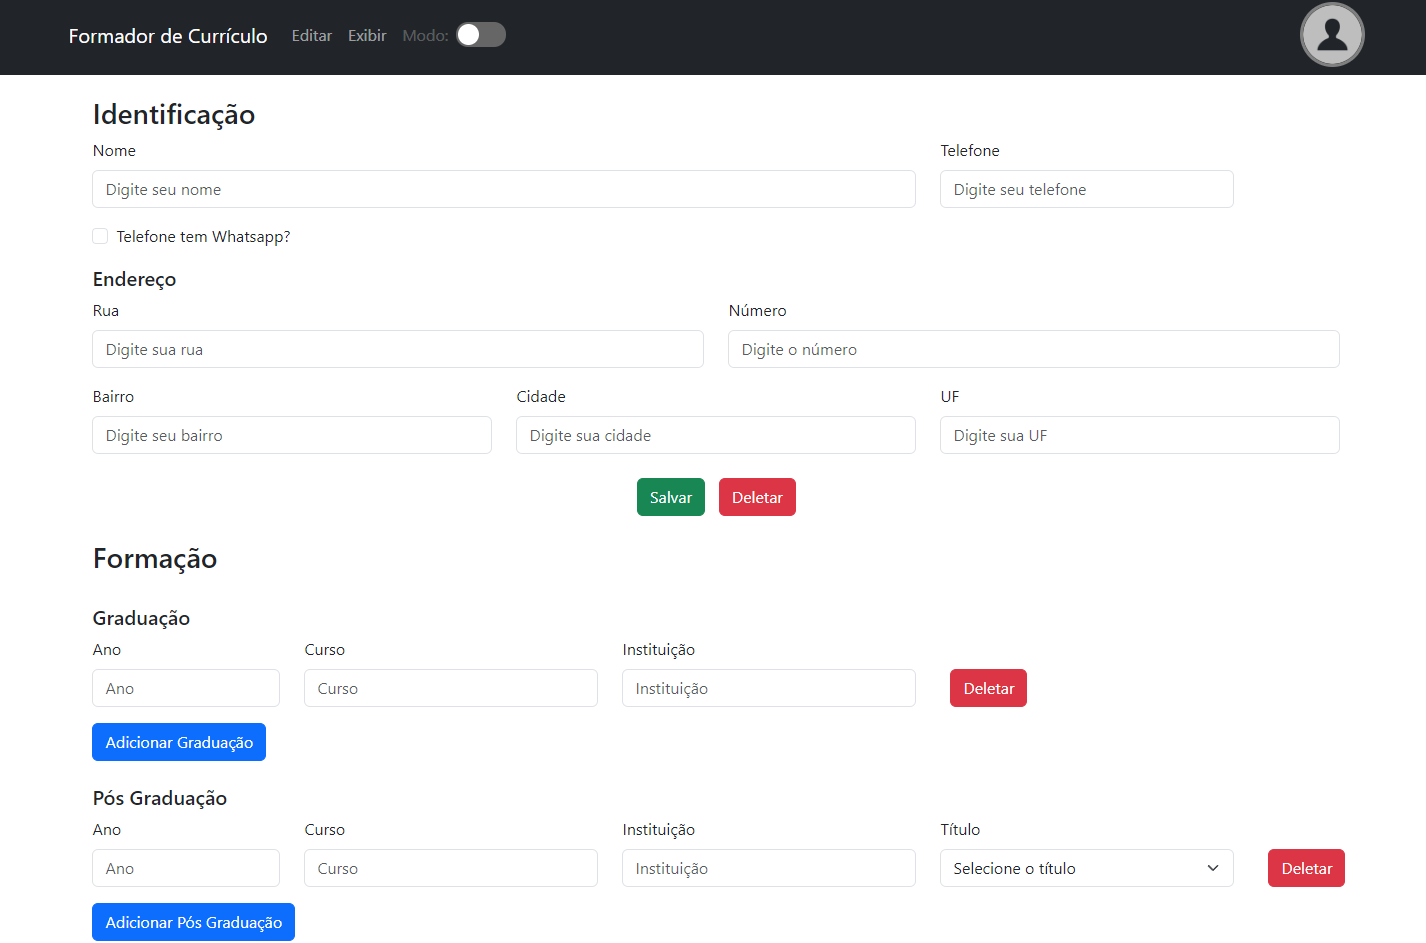 Formador de Currículo Editar Exibir Modo:
Identificação
Nome Telefone
Digite seu nome Digite seu telefone
Telefone tem Whatsapp?
Endereço
Rua Número
Digite sua rua Digite o número
Bairro Cidade UF
Digite seu bairro Digite sua cidade Digite sua UF
Salvar Deletar
Formação
Graduação
Ano Curso Instituição
Ano Curso Instituição Deletar
Adicionar Graduação
Pós Graduação
Ano Curso Instituição Título
Ano Curso Instituição Selecione o título Deletar
Adicionar Pós Graduação